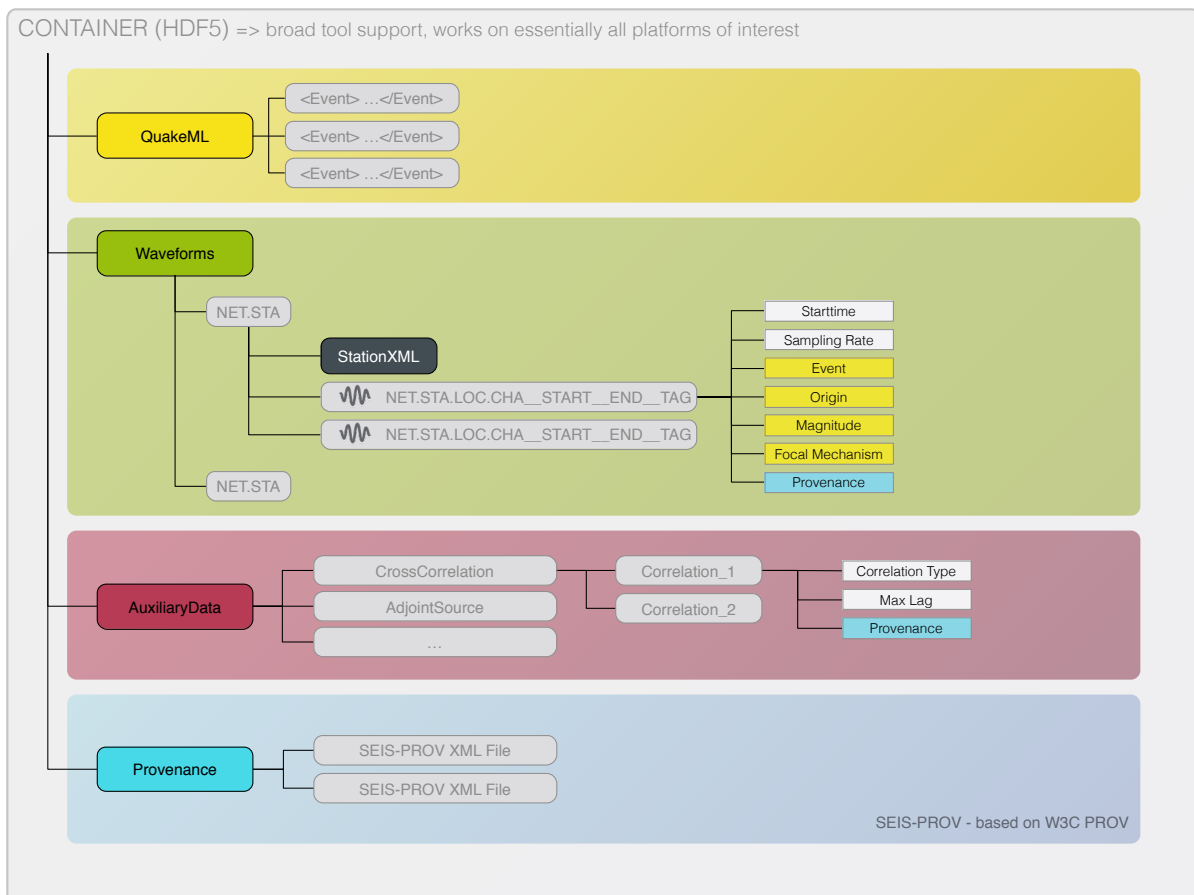 CONTAINER (HDF5) => broad tool support, works on essentially all platforms of interest
QuakeML
<Event> ...</Event>
<Event> ...</Event>
<Event> ...</Event>
Waveforms
NET.STA
StationXML
NET.STA.LOC.CHA__START__END__TAG
NET.STA.LOC.CHA__START__END__TAG
Starttime
Sampling Rate
Event
Origin
Magnitude
Focal Mechanism
Provenance
NET.STA
AuxiliaryData
CrossCorrelation
AdjointSource
...
Correlation_1
Correlation_2
Correlation Type
Max Lag
Provenance
Provenance
SEIS-PROV XML File
SEIS-PROV XML File
SEIS-PROV - based on W3C PROV